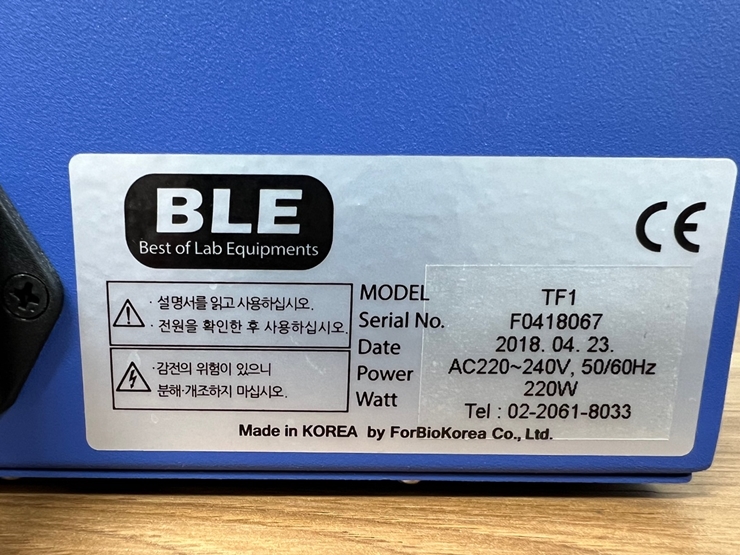 BLE
Best of Lab Equipments
CE
· 설명서를 읽고 사용하십시오.
· 전원을 확인한 후 사용하십시오.
· 감전의 위험이 있으니
분해·개조하지 마십시오.
MODEL TF1
Serial No. F0418067
Date 2018. 04. 23.
Power AC220~240V, 50/60Hz
Watt 220W
Tel : 02-2061-8033
Made in KOREA by ForBioKorea Co., Ltd.